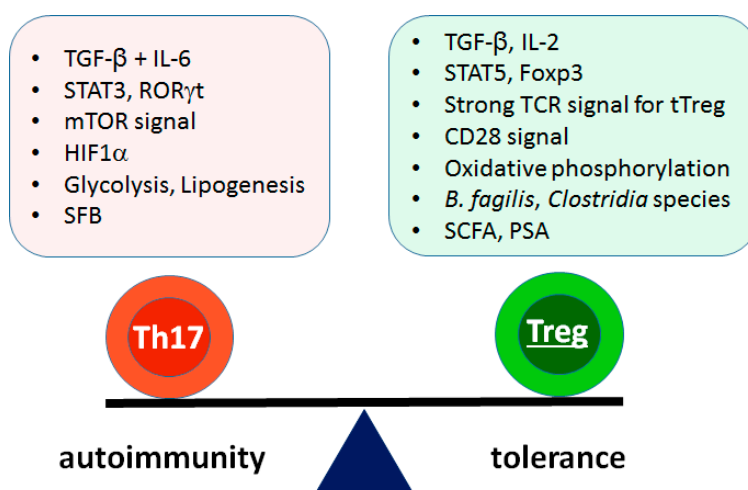 • TGF-β + IL-6
• STAT3, RORγt
• mTOR signal
• HIF1α
• Glycolysis, Lipogenesis
• SFB
• TGF-β, IL-2
• STAT5, Foxp3
• Strong TCR signal for tTreg
• CD28 signal
• Oxidative phosphorylation
• B. fagilis, Clostridia species
• SCFA, PSA
Th17
Treg
autoimmunity
tolerance